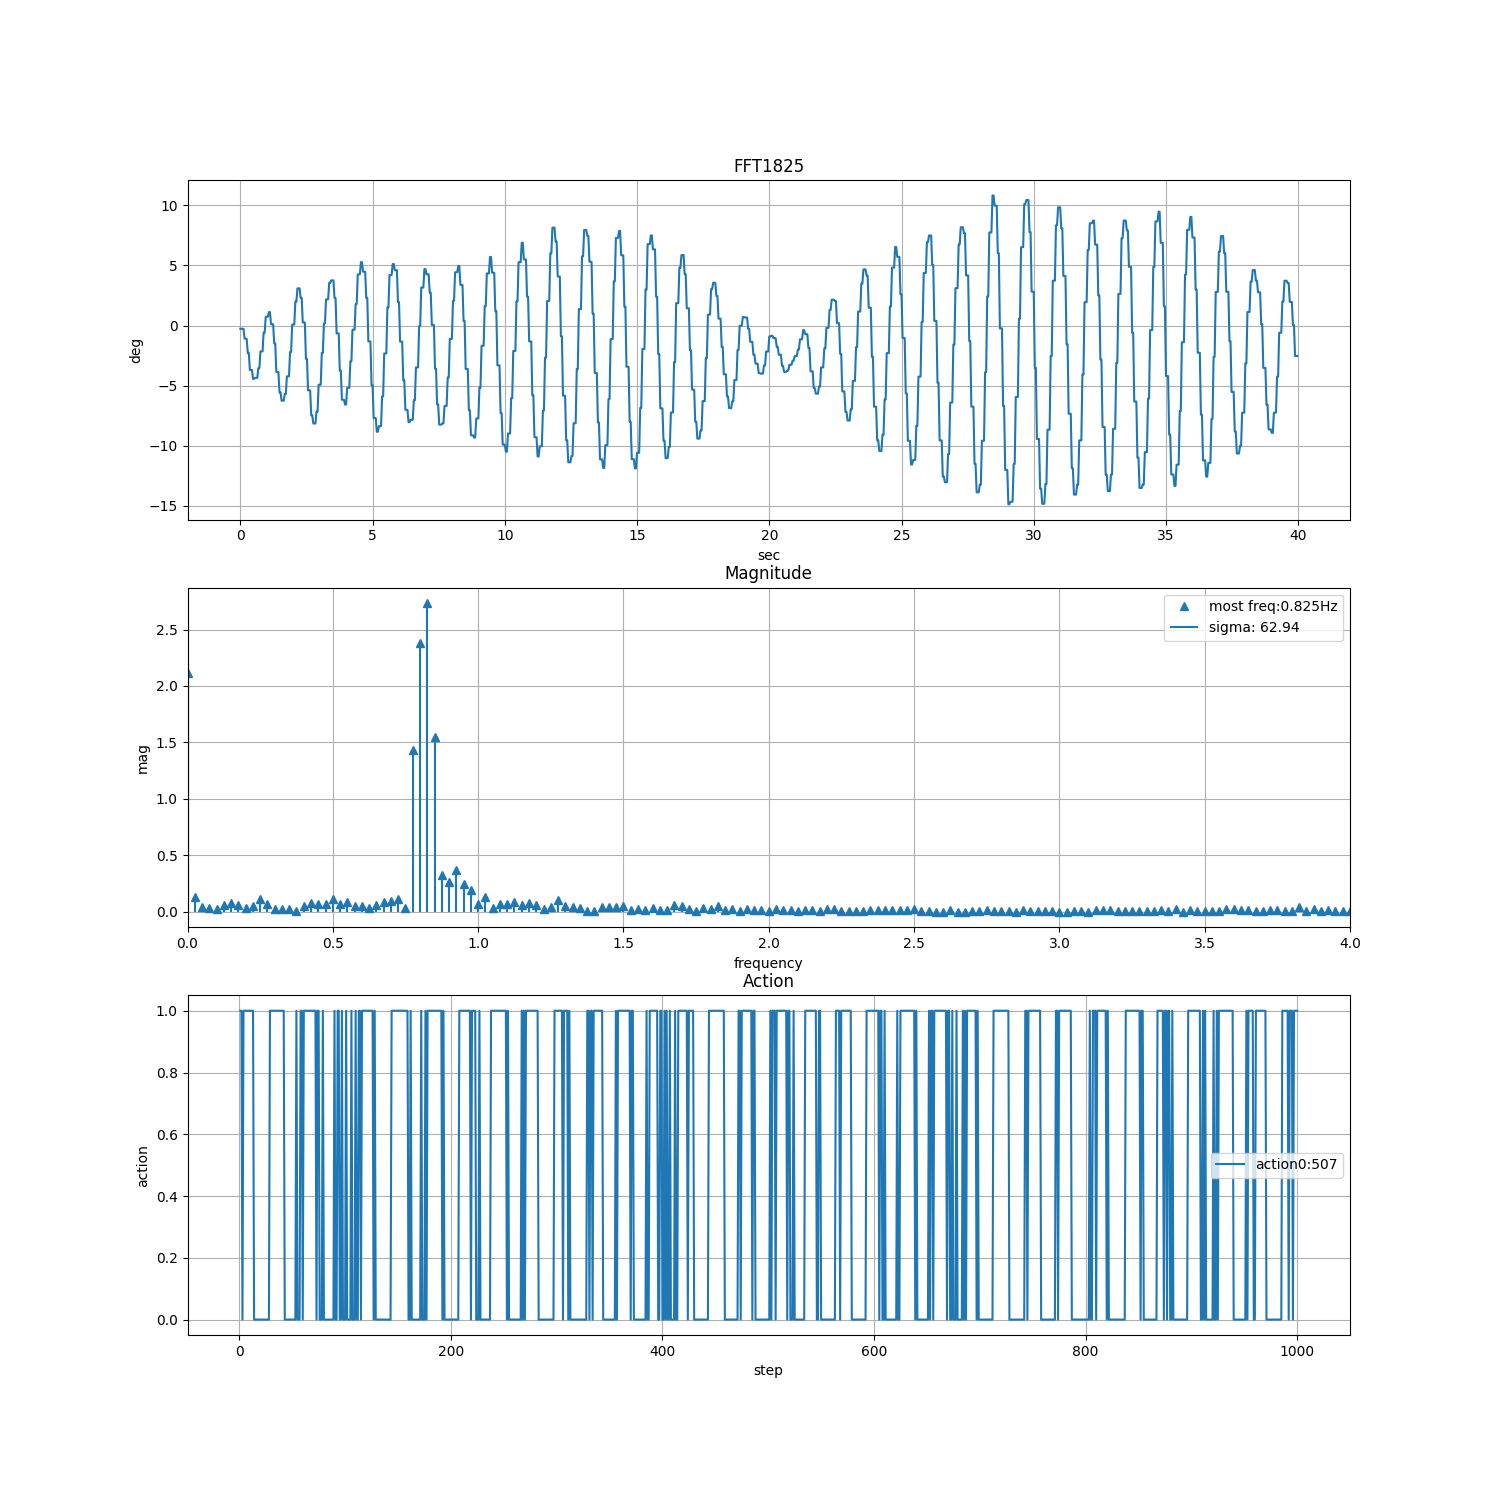 FFT1825
10
5
0
−5
−10
−15
deg
0 5 10 15 20 25 30 35 40
sec
Magnitude
most freq:0.825Hz
sigma: 62.94
2.5
2.0
1.5
1.0
0.5
0.0
mag
0.0 0.5 1.0 1.5 2.0 2.5 3.0 3.5 4.0
frequency
Action
1.0
0.8
0.6
0.4
0.2
0.0
action
action0:507
0 200 400 600 800 1000
step